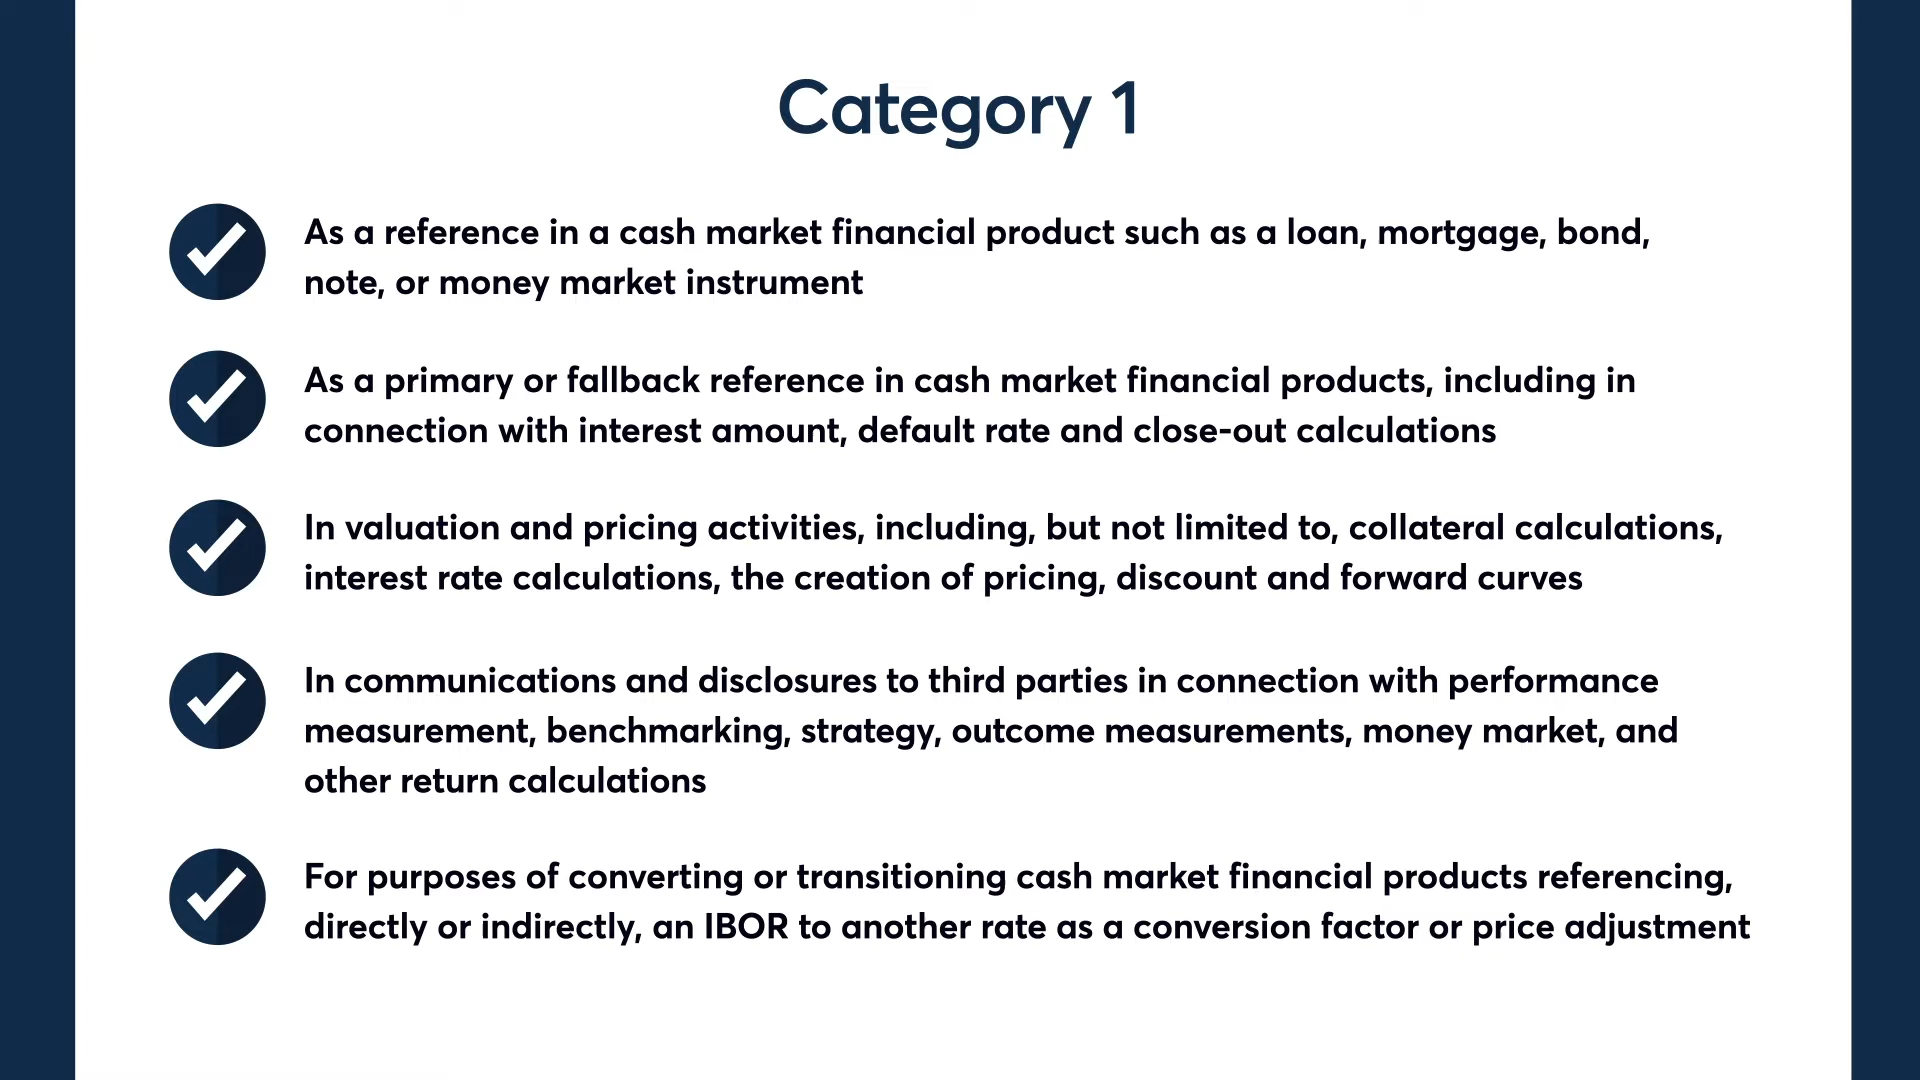 Category 1
As a reference in a cash market financial product such as a loan, mortgage, bond,
note, or money market instrument
As a primary or fallback reference in cash market financial products, including in
connection with interest amount, default rate and close-out calculations
In valuation and pricing activities, including, but not limited to, collateral calculations,
interest rate calculations, the creation of pricing, discount and forward curves
In communications and disclosures to third parties in connection with performance
measurement, benchmarking, strategy, outcome measurements, money market, and
other return calculations
For purposes of converting or transitioning cash market financial products referencing,
directly or indirectly, an IBOR to another rate as a conversion factor or price adjustment